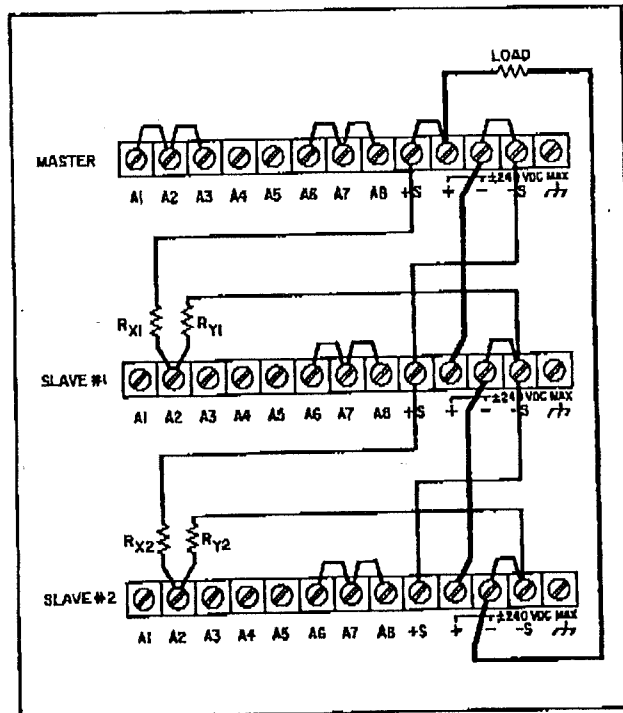 LOAD
MASTER
A1 A2 A3 A4 A5 A6 A7 A8 +S + - -S
±240 VDC MAX
RX1 RY1
SLAVE #1
A1 A2 A3 A4 A5 A6 A7 A8 +S + - -S
±240 VDC MAX
RX2 RY2
SLAVE #2
A1 A2 A3 A4 A5 A6 A7 A8 +S + - -S
±240 VDC MAX